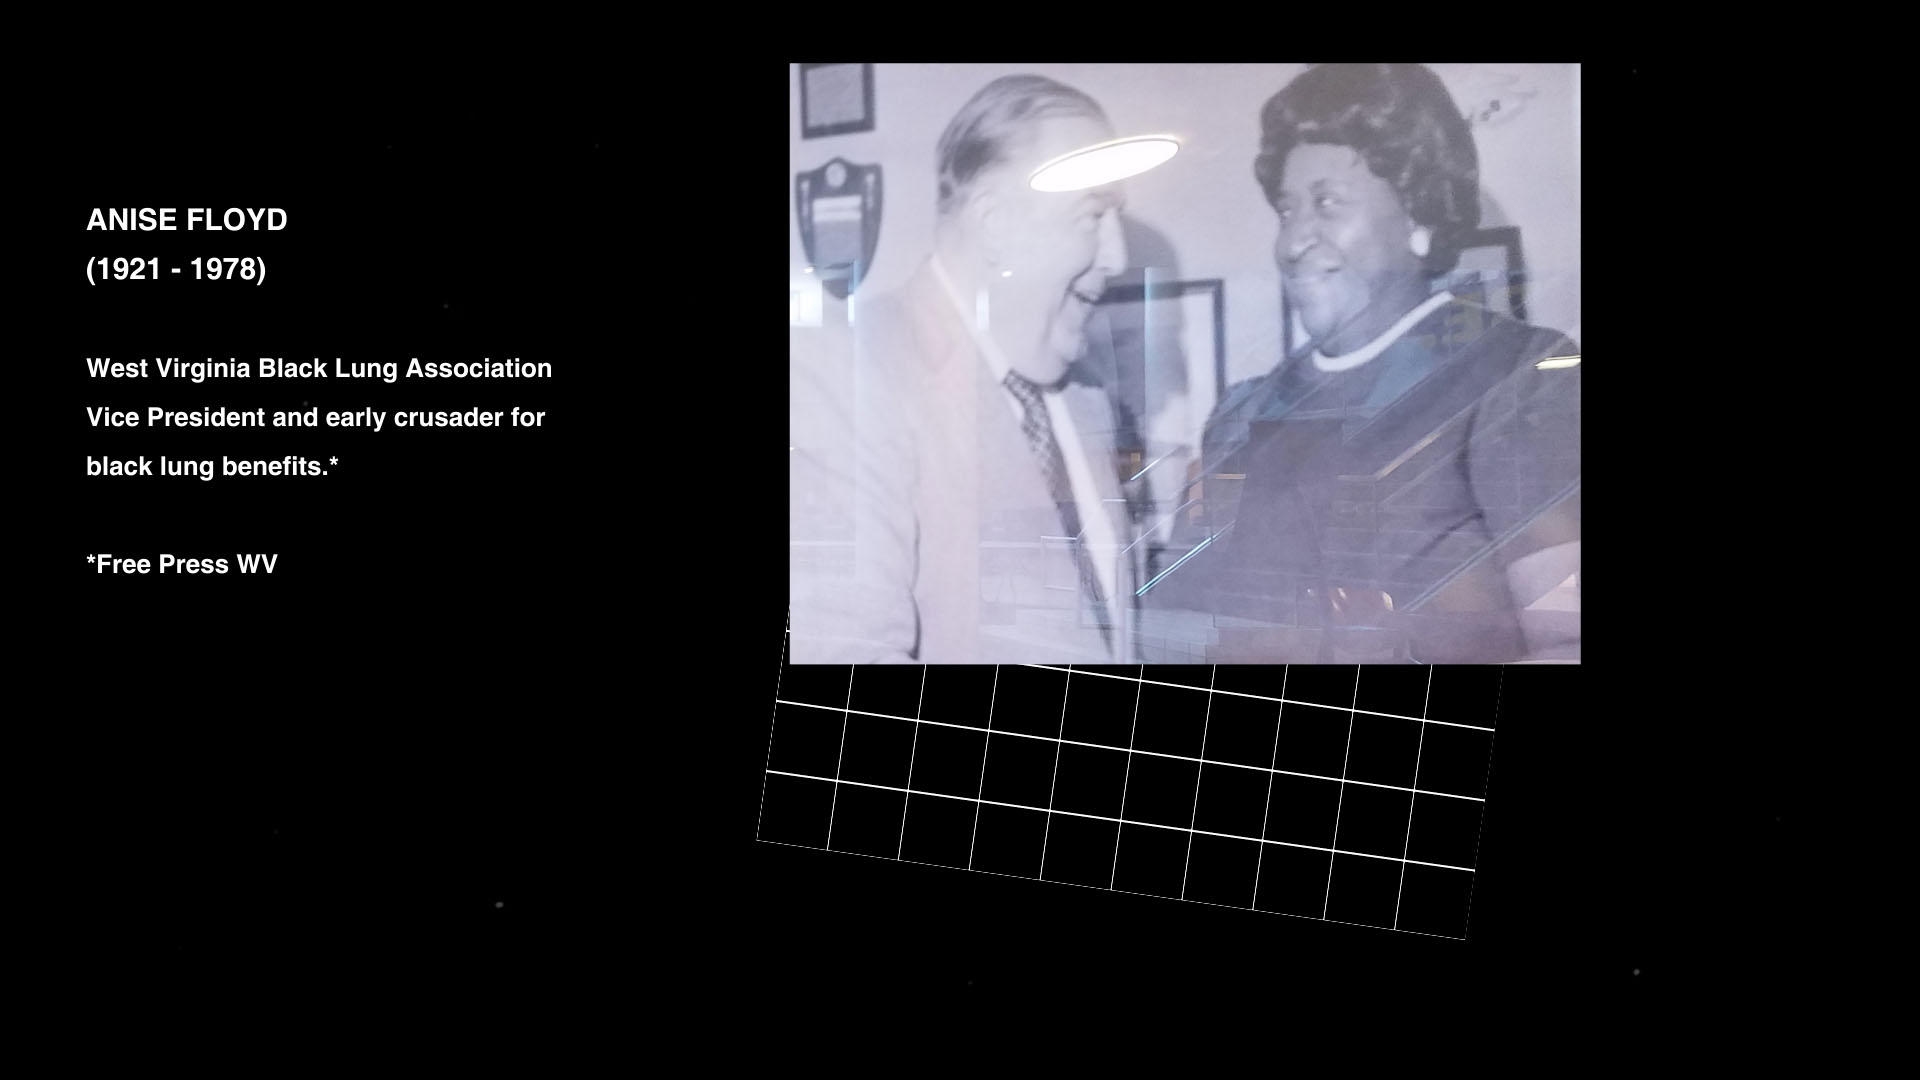 ANISE FLOYD
(1921 - 1978)
West Virginia Black Lung Association
Vice President and early crusader for
black lung benefits.*
*Free Press WV